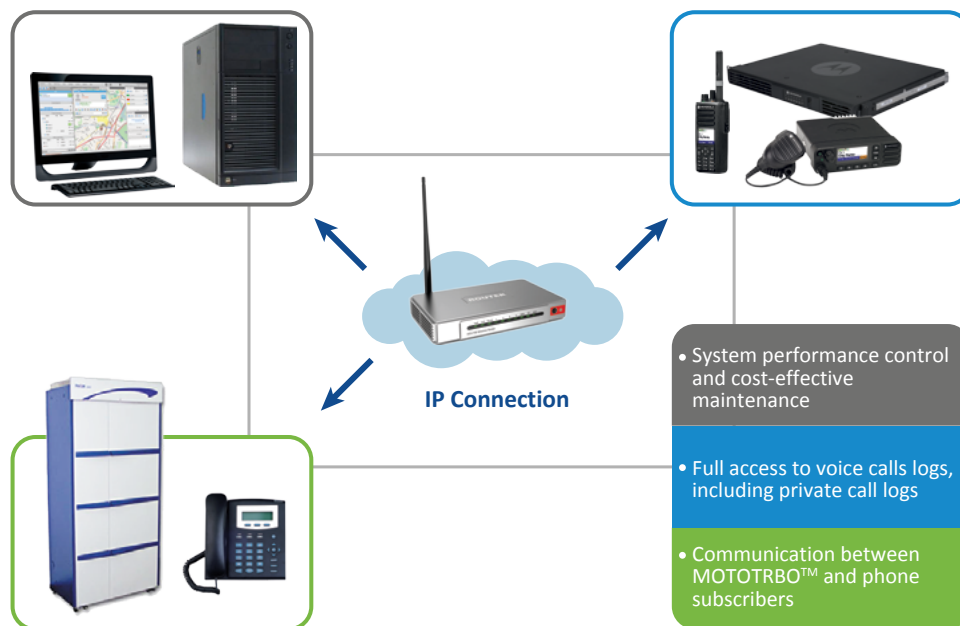 ROUTER
IP Connection
• System performance control
and cost-effective
maintenance
• Full access to voice calls logs,
including private call logs
• Communication between
MOTOTRBO™ and phone
subscribers